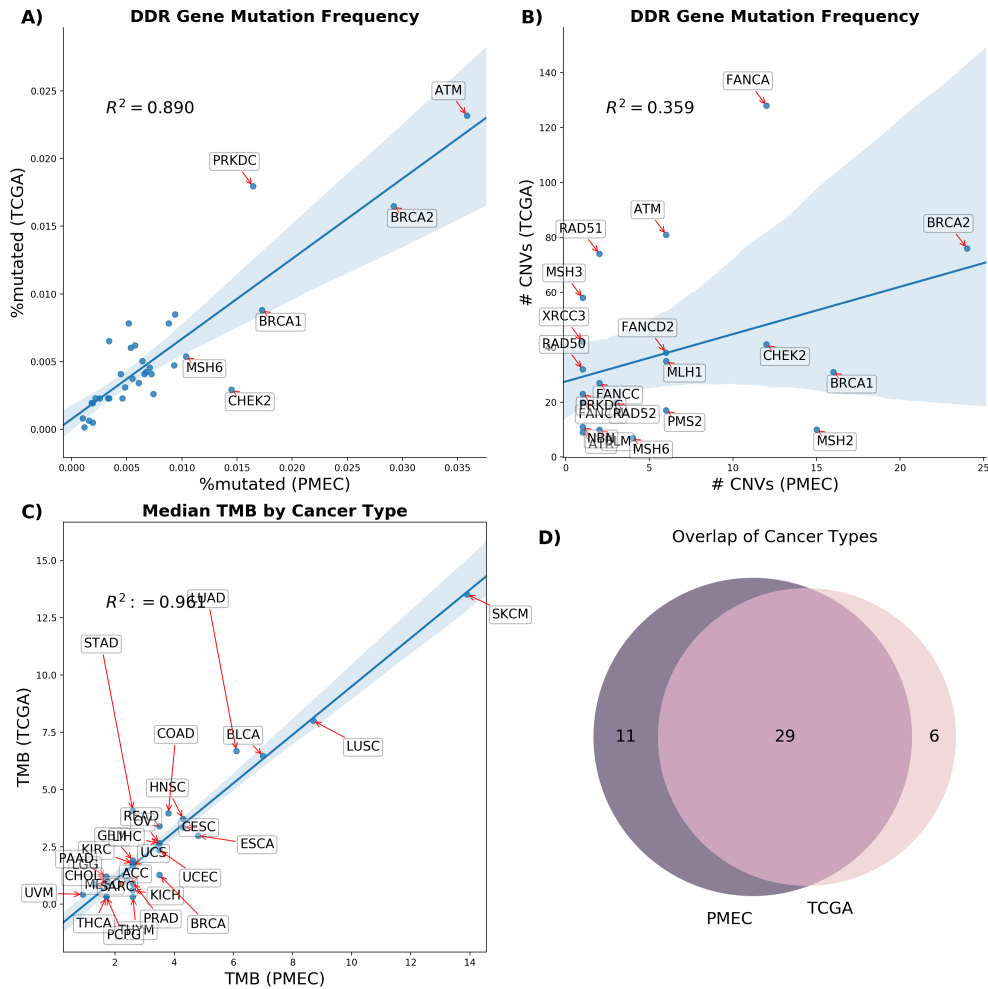 A)
DDR Gene Mutation Frequency
R² = 0.890
ATM
PRKDC
BRCA2
BRCA1
MSH6
CHEK2
0.025
0.020
0.015
0.010
0.005
0.000
%mutated (TCGA)
0.000 0.005 0.010 0.015 0.020 0.025 0.030 0.035
%mutated (PMEC)
B)
DDR Gene Mutation Frequency
R² = 0.359
FANCA
ATM
RAD51
BRCA2
MSH3
XRCC3
FANCD2
RAD50
CHEK2
MLH1
BRCA1
FANCC
PRKDC
RAD52
PMS2
NBN
MSH6
MSH2
140
120
100
80
60
40
20
0
# CNVs (TCGA)
0 5 10 15 20 25
# CNVs (PMEC)
C)
Median TMB by Cancer Type
R² : = 0.961
LUAD
SKCM
STAD
COAD
BLCA
LUSC
HNSC
READ
OV
CESC
GBM
LIHC
ESCA
KIRC
UCS
PAAD
LGG
CHOL
ACC
UCEC
SARC
UVM
KICH
PRAD
BRCA
THCA
THYM
PCPG
15.0
12.5
10.0
7.5
5.0
2.5
0.0
TMB (TCGA)
2 4 6 8 10 12 14
TMB (PMEC)
D)
Overlap of Cancer Types
11
29
6
PMEC
TCGA